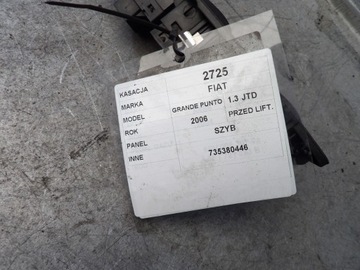 KASACJA 2725
MARKA FIAT
MODEL GRANDE PUNTO 1.3 JTD
ROK 2006 PRZED LIFT.
PANEL SZYB
INNE 735380446